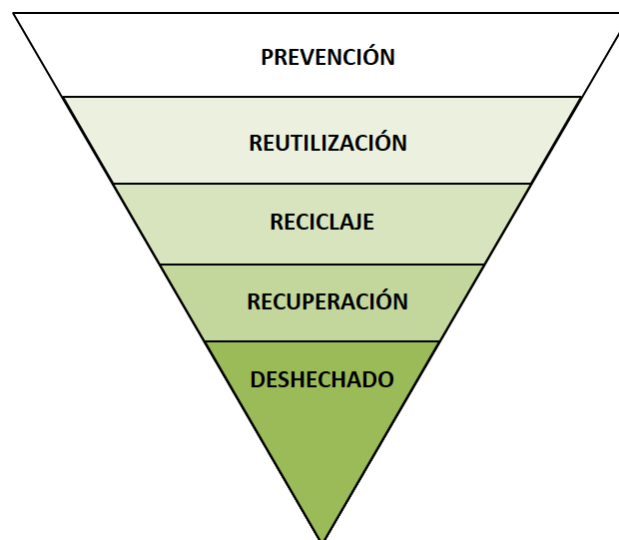 PREVENCIÓN
REUTILIZACIÓN
RECICLAJE
RECUPERACIÓN
DESHECHADO